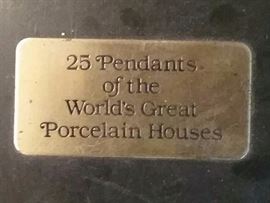 25 Pendants
of the
World's Great
Porcelain Houses